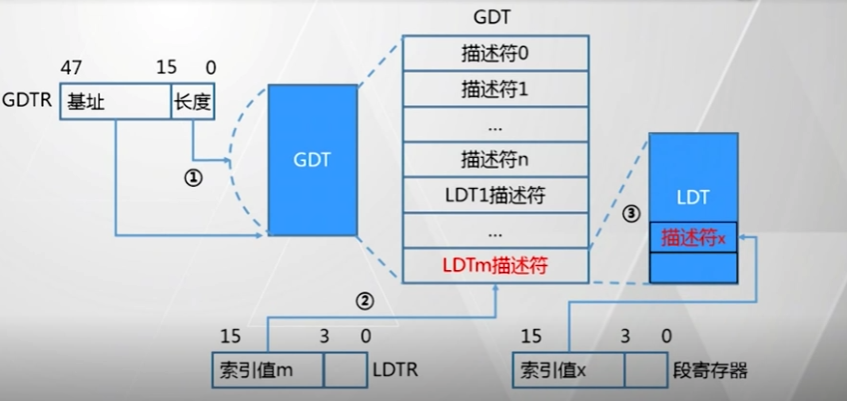 GDT
47 15 0
GDTR 基址 长度
描述符0
描述符1
...
描述符n
LDT1描述符
...
LDTm描述符
GDT
①
LDT
③
描述符x
②
15 3 0
索引值m LDTR
15 3 0
索引值x 段寄存器